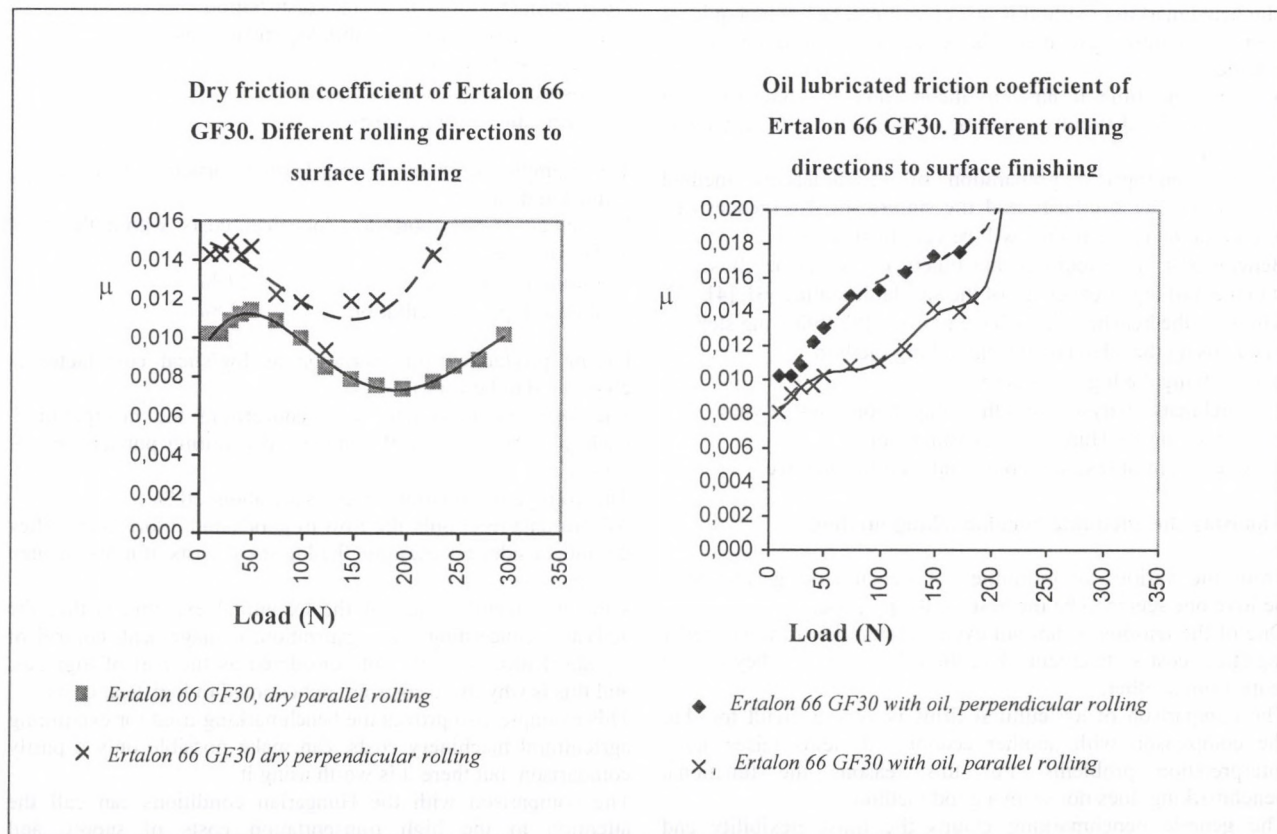 Dry friction coefficient of Ertalon 66
GF30. Different rolling directions to
surface finishing
0,016
0,014
0,012
0,010
0,008
0,006
0,004
0,002
0,000
μ
0
50
100
150
200
250
300
350
Load (N)
Ertalon 66 GF30, dry parallel rolling
Ertalon 66 GF30 dry perpendicular rolling
Oil lubricated friction coefficient of
Ertalon 66 GF30. Different rolling
directions to surface finishing
0,020
0,018
0,016
0,014
0,012
0,010
0,008
0,006
0,004
0,002
0,000
μ
0
50
100
150
200
250
300
350
Load (N)
Ertalon 66 GF30 with oil, perpendicular rolling
Ertalon 66 GF30 with oil, parallel rolling